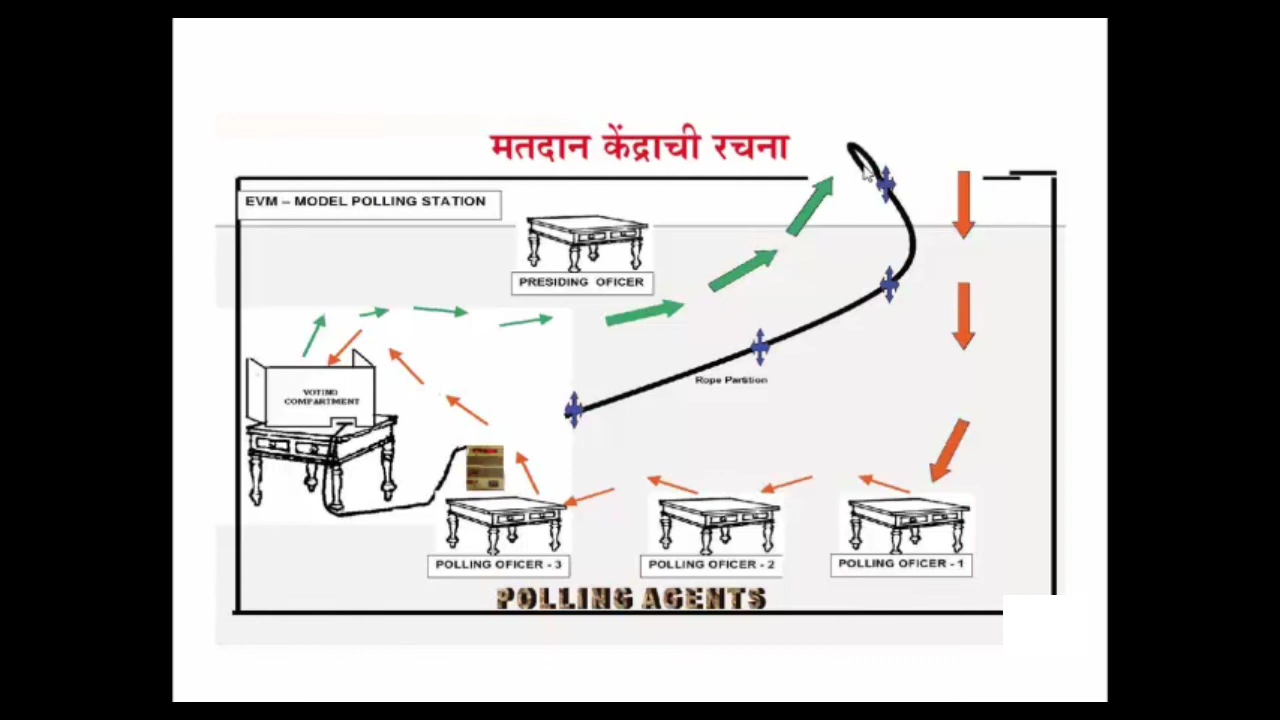 मतदान केंद्राची रचना
EVM – MODEL POLLING STATION
PRESIDING OFICER
VOTING
COMPARTMENT
Rope Partition
POLLING OFICER - 3
POLLING OFICER - 2
POLLING OFICER - 1
POLLING AGENTS